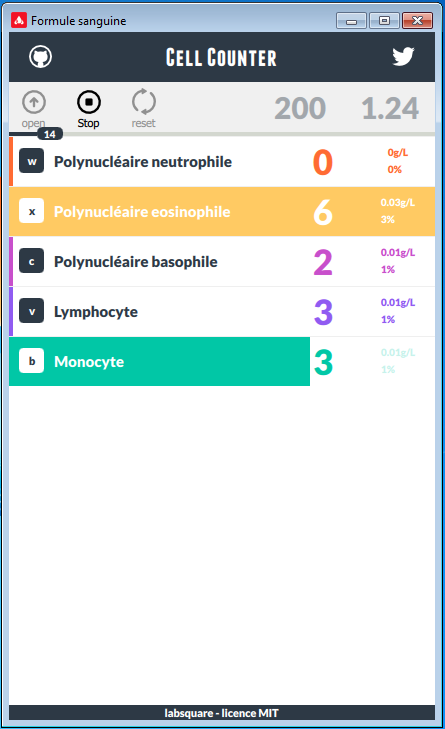 Formule sanguine
CELL COUNTER
open Stop reset 200 1.24
14
w Polynucléaire neutrophile 0 0g/L
0%
x Polynucléaire eosinophile 6 0.03g/L
3%
c Polynucléaire basophile 2 0.01g/L
1%
v Lymphocyte 3 0.01g/L
1%
b Monocyte 3 0.01g/L
1%
labsquare - licence MIT